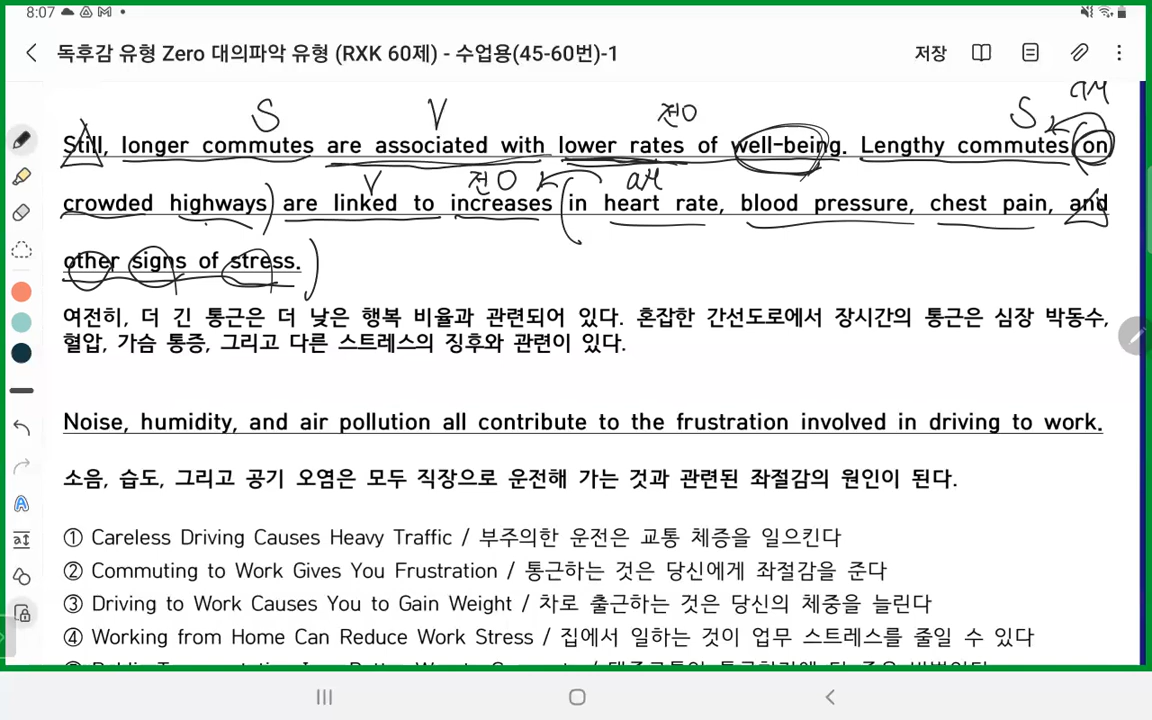 8:07
독후감 유형 Zero 대의파악 유형 (RXK 60제) - 수업용(45-60번)-1
저장
S V 전O S
Still, longer commutes are associated with lower rates of well-being. Lengthy commutes on
V 전O
crowded highways) are linked to increases (in heart rate, blood pressure, chest pain, and
other signs of stress.)
여전히, 더 긴 통근은 더 낮은 행복 비율과 관련되어 있다. 혼잡한 간선도로에서 장시간의 통근은 심장 박동수,
혈압, 가슴 통증, 그리고 다른 스트레스의 징후와 관련이 있다.
Noise, humidity, and air pollution all contribute to the frustration involved in driving to work.
소음, 습도, 그리고 공기 오염은 모두 직장으로 운전해 가는 것과 관련된 좌절감의 원인이 된다.
① Careless Driving Causes Heavy Traffic / 부주의한 운전은 교통 체증을 일으킨다
② Commuting to Work Gives You Frustration / 통근하는 것은 당신에게 좌절감을 준다
③ Driving to Work Causes You to Gain Weight / 차로 출근하는 것은 당신의 체중을 늘린다
④ Working from Home Can Reduce Work Stress / 집에서 일하는 것이 업무 스트레스를 줄일 수 있다